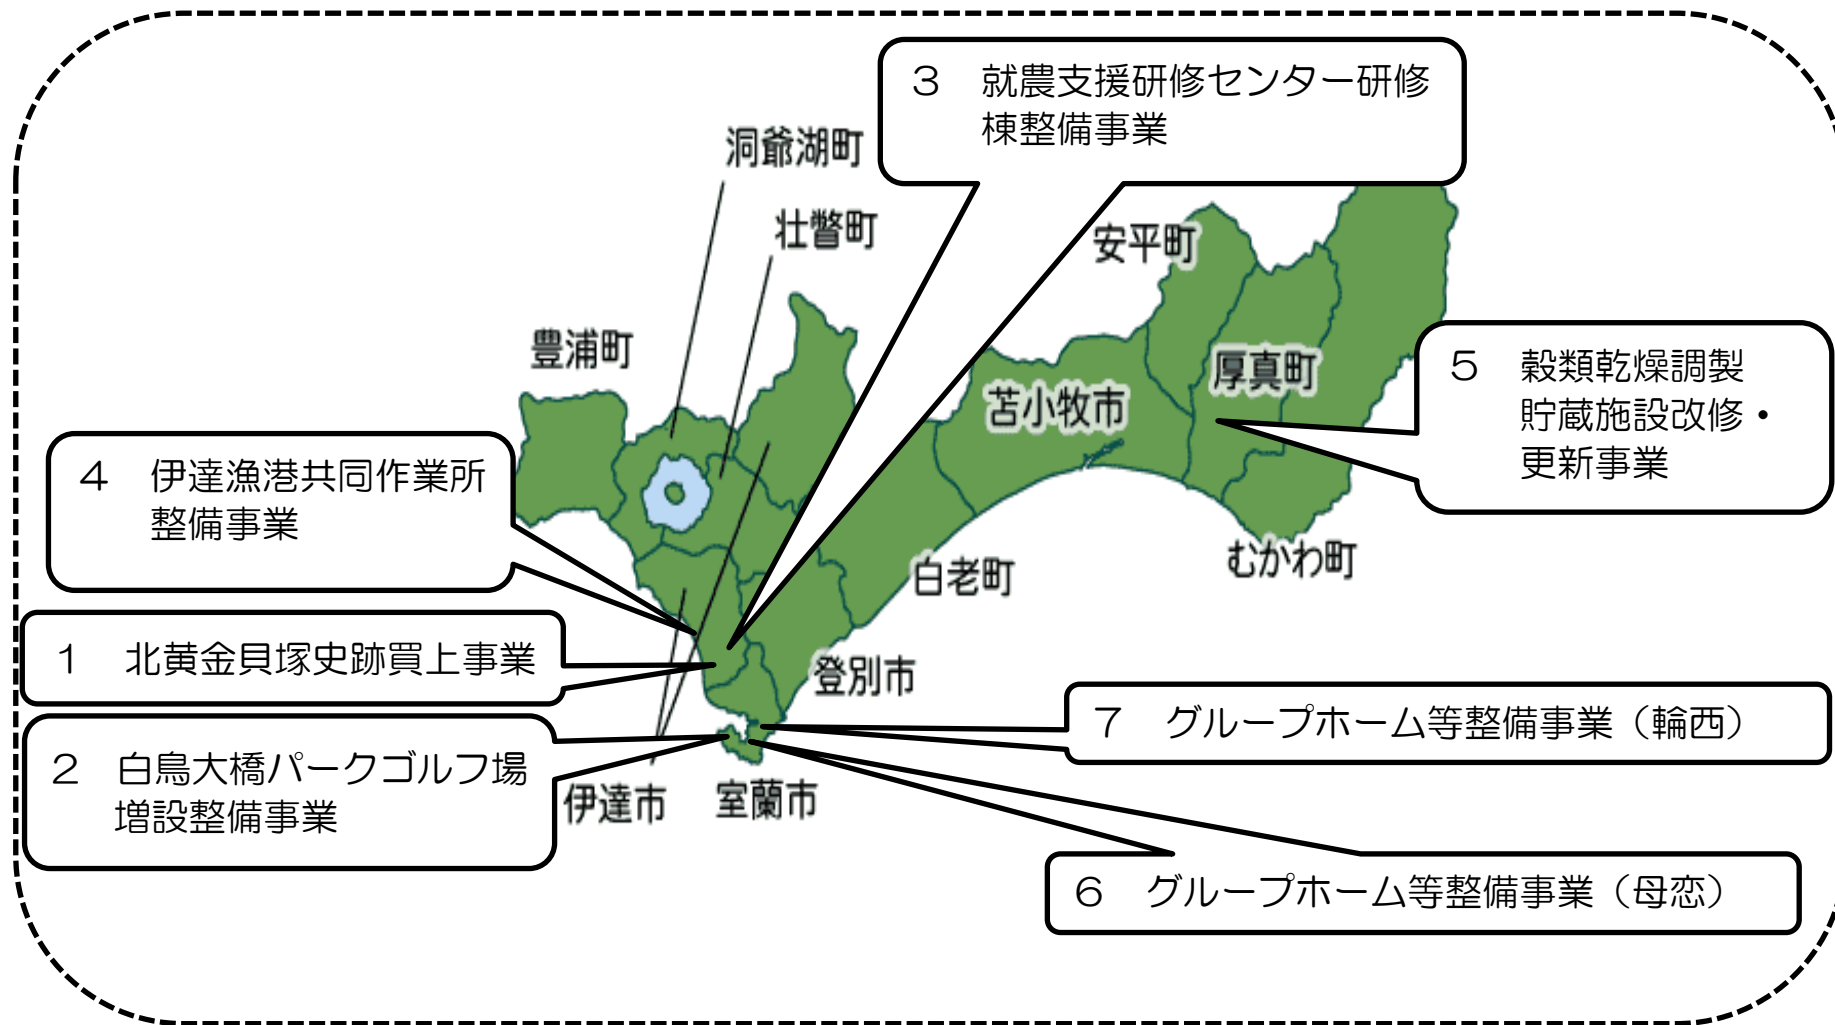 ３　就農支援研修センター研修
棟整備事業
洞爺湖町
壮瞥町
安平町
豊浦町
厚真町
苫小牧市
５　穀類乾燥調製
貯蔵施設改修・
更新事業
４　伊達漁港共同作業所
整備事業
むかわ町
白老町
１　北黄金貝塚史跡買上事業
登別市
７　グループホーム等整備事業（輪西）
２　白鳥大橋パークゴルフ場
増設整備事業
伊達市
室蘭市
６　グループホーム等整備事業（母恋）